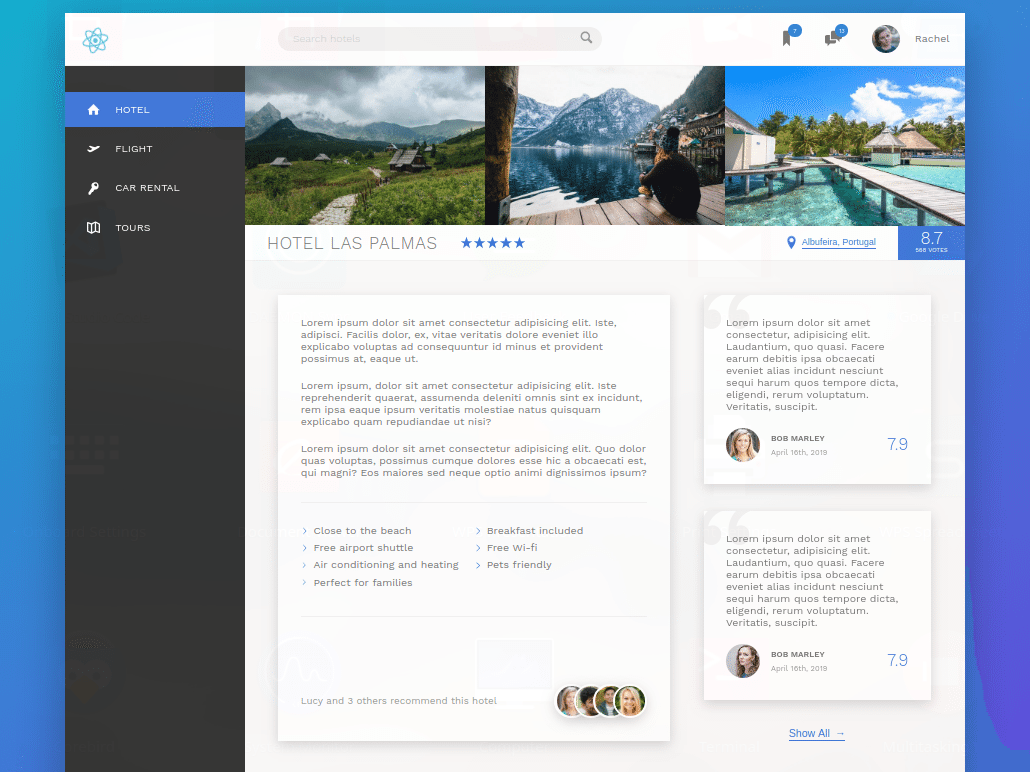 Search hotels
7
13
Rachel
HOTEL
FLIGHT
CAR RENTAL
TOURS
HOTEL LAS PALMAS
Albufeira, Portugal
8.7
568 VOTES
Lorem ipsum dolor sit amet consectetur adipisicing elit. Iste,
adipisci. Facilis dolor, ex, vitae veritatis dolore eveniet illo
explicabo voluptas ad consequuntur id minus et provident
possimus at, eaque ut.
Lorem ipsum, dolor sit amet consectetur adipisicing elit. Iste
reprehenderit quaerat, assumenda deleniti omnis sint ex incidunt,
rem ipsa eaque ipsum veritatis molestiae natus quisquam
explicabo quam repudiandae ut nisi?
Lorem ipsum dolor sit amet consectetur adipisicing elit. Quo dolor
quas voluptas, possimus cumque dolores esse hic a obcaecati est,
qui magni? Eos maiores sed neque optio animi dignissimos ipsum?
Close to the beach
Breakfast included
Free airport shuttle
Free Wi-fi
Air conditioning and heating
Pets friendly
Perfect for families
Lucy and 3 others recommend this hotel
“
Lorem ipsum dolor sit amet
consectetur, adipisicing elit.
Laudantium, quo quasi. Facere
earum debitis ipsa obcaecati
eveniet alias incidunt nesciunt
sequi harum quos tempore dicta,
eligendi, rerum voluptatum.
Veritatis, suscipit.
BOB MARLEY
April 16th, 2019
7.9
“
Lorem ipsum dolor sit amet
consectetur, adipisicing elit.
Laudantium, quo quasi. Facere
earum debitis ipsa obcaecati
eveniet alias incidunt nesciunt
sequi harum quos tempore dicta,
eligendi, rerum voluptatum.
Veritatis, suscipit.
BOB MARLEY
April 16th, 2019
7.9
Show All →